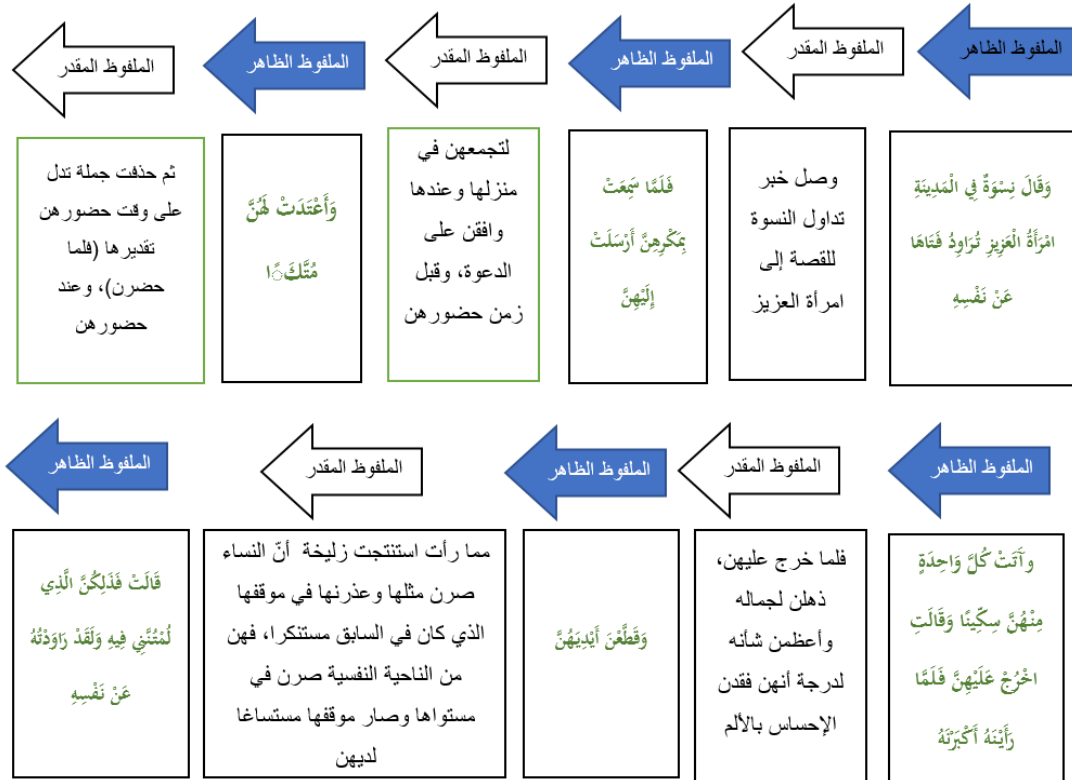 الملفوظ الظاهر
الملفوظ المقدر
الملفوظ الظاهر
الملفوظ المقدر
الملفوظ الظاهر
الملفوظ المقدر
وَقَالَ نِسْوَةٌ فِي الْمَدِينَةِ
امْرَأَةُ الْعَزِيزِ تُرَاوِدُ فَتَاهَا
عَنْ نَفْسِهِ
وصل خبر
تداول النسوة
للقصة إلى
امرأة العزيز
فَلَمَّا سَمِعَتْ
بِمَكْرِهِنَّ أَرْسَلَتْ
إِلَيْهِنَّ
لتجمعهن في
منزلها وعندها
وافقن على
الدعوة، وقبل
زمن حضورهن
وَأَعْتَدَتْ لَهُنَّ
مُتَّكَـًٔا
ثم حذفت جملة تدل
على وقت حضورهن
تقديرها (فلما
حضرن)، وعند
حضورهن
الملفوظ الظاهر
الملفوظ المقدر
الملفوظ الظاهر
الملفوظ المقدر
الملفوظ الظاهر
وآَتَتْ كُلَّ وَاحِدَةٍ
مِنْهُنَّ سِكِّينًا وَقَالَتِ
اخْرُجْ عَلَيْهِنَّ فَلَمَّا
رَأَيْنَهُ أَكْبَرْنَهُ
فلما خرج عليهن،
ذهلن لجماله
وأعظمن شأنه
لدرجة أنهن فقدن
الإحساس بالألم
وَقَطَّعْنَ أَيْدِيَهُنَّ
مما رأت استنتجت زليخة أنّ النساء
صرن مثلها وعذرنها في موقفها
الذي كان في السابق مستنكرا، فهن
من الناحية النفسية صرن في
مستواها وصار موقفها مستساغا
لديهن
قَالَتْ فَذَلِكُنَّ الَّذِي
لُمْتُنَّنِي فِيهِ وَلَقَدْ رَاوَدْتُهُ
عَنْ نَفْسِهِ